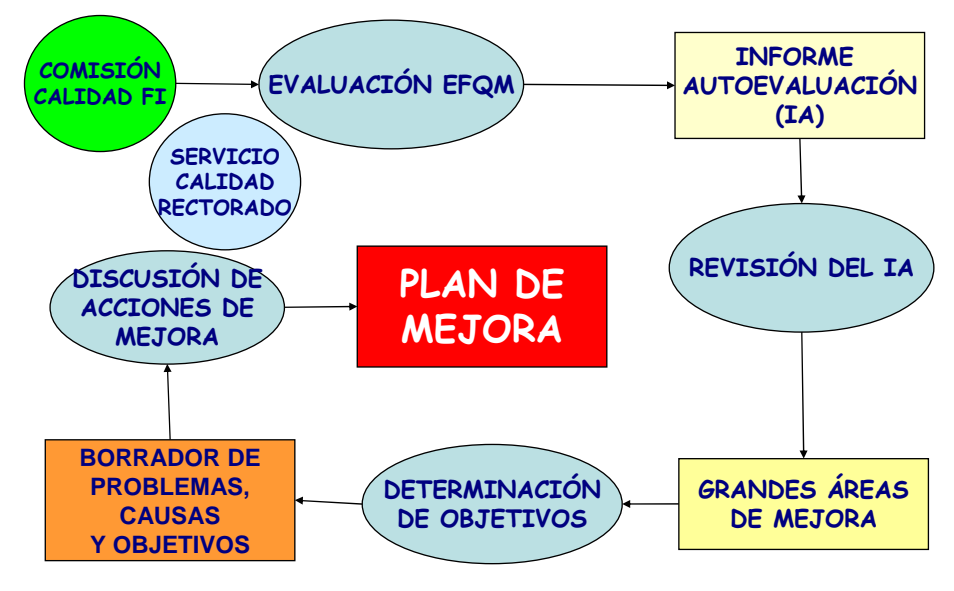 COMISIÓN
CALIDAD FI
EVALUACIÓN EFQM
INFORME
AUTOEVALUACIÓN
(IA)
SERVICIO
CALIDAD
RECTORADO
REVISIÓN DEL IA
DISCUSIÓN DE
ACCIONES DE
MEJORA
PLAN DE
MEJORA
BORRADOR DE
PROBLEMAS,
CAUSAS
Y OBJETIVOS
DETERMINACIÓN
DE OBJETIVOS
GRANDES ÁREAS
DE MEJORA